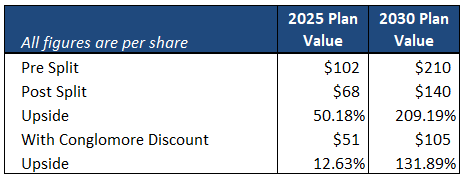 2025 Plan Value 2030 Plan Value
All figures are per share
Pre Split $102 $210
Post Split $68 $140
Upside 50.18% 209.19%
With Conglomore Discount $51 $105
Upside 12.63% 131.89%